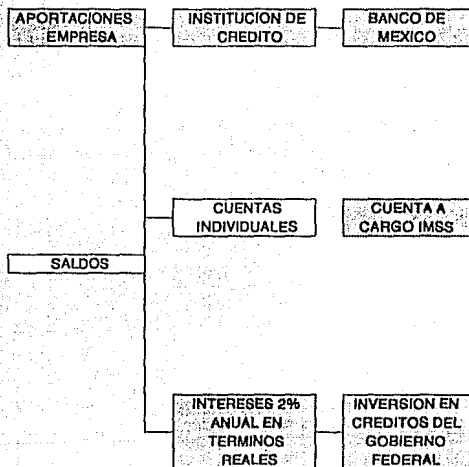 APORTACIONES
EMPRESA
INSTITUCION DE
CREDITO
BANCO DE
MEXICO
CUENTAS
INDIVIDUALES
CUENTA A
CARGO IMSS
SALDOS
INTERESES 2%
ANUAL EN
TERMINOS
REALES
INVERSION EN
CREDITOS DEL
GOBIERNO
FEDERAL